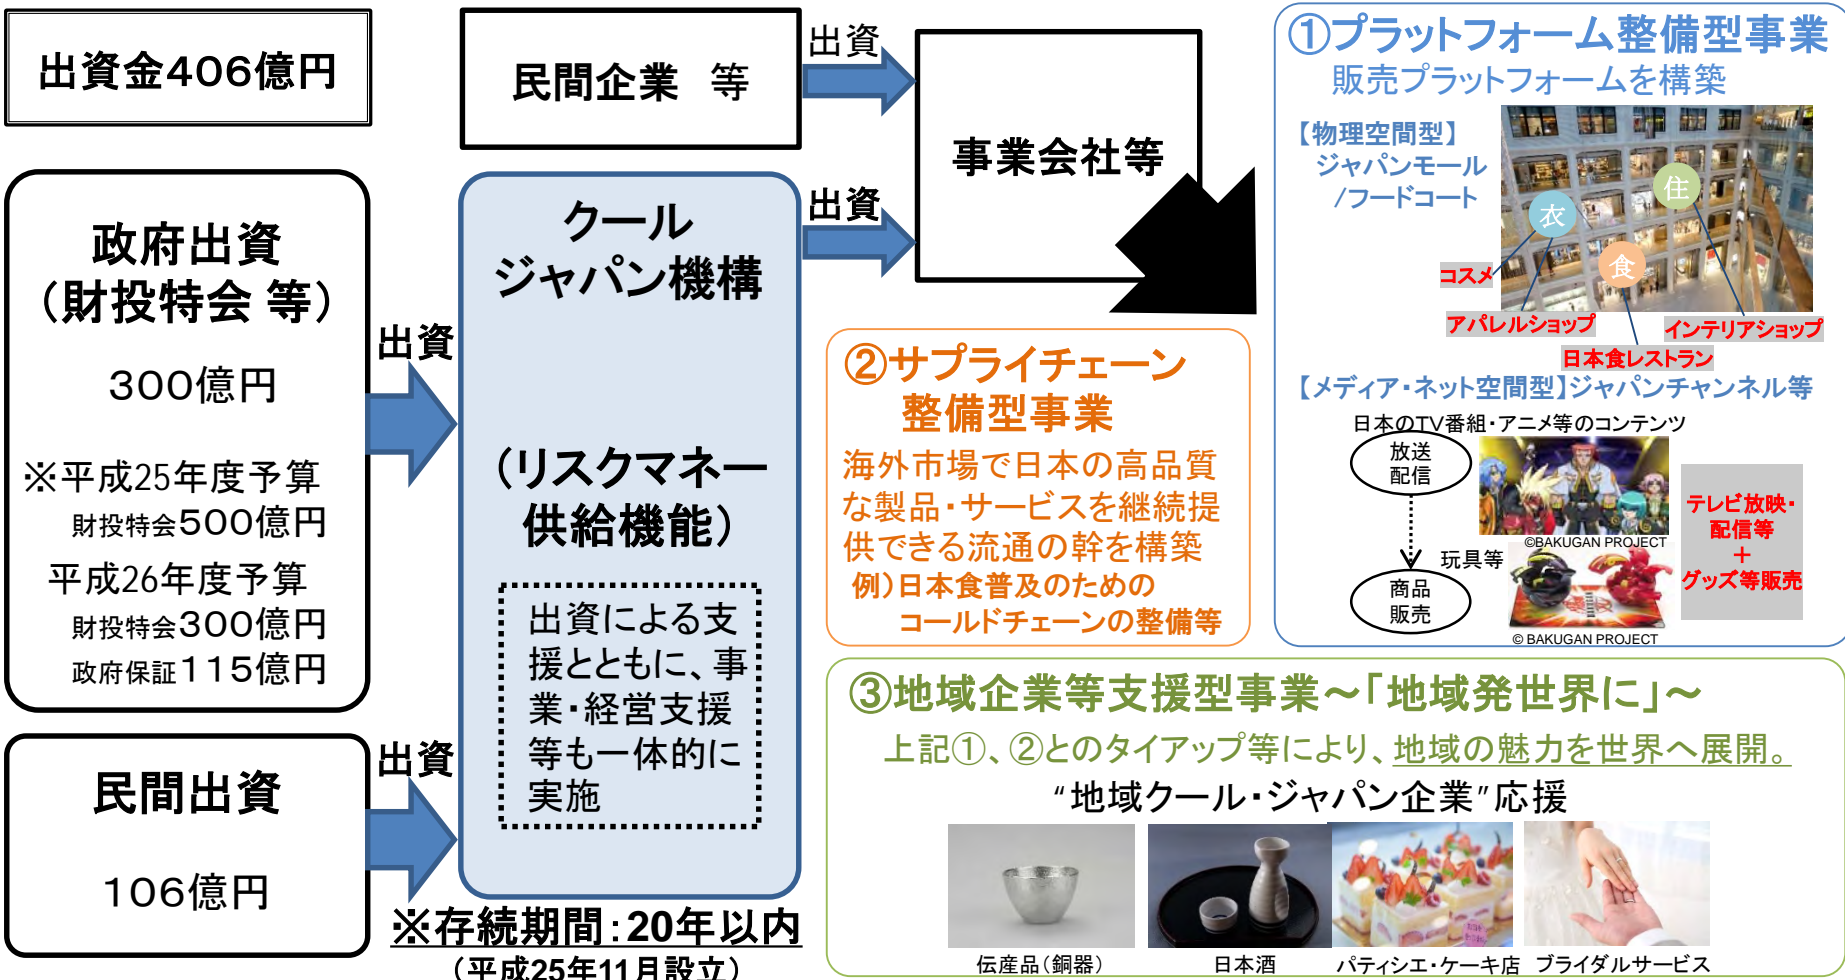 出資金406億円
政府出資
（財投特会 等）
300億円
※平成25年度予算
財投特会500億円
平成26年度予算
財投特会300億円
政府保証115億円
民間出資
106億円
出資
出資
民間企業 等
クール
ジャパン機構
（リスクマネー
供給機能）
出資による支
援とともに、事
業・経営支援
等も一体的に
実施
※存続期間：20年以内
（平成25年11月設立）
出資
出資
事業会社等
①プラットフォーム整備型事業
販売プラットフォームを構築
【物理空間型】
ジャパンモール
/フードコート
衣
食
住
コスメ
アパレルショップ
日本食レストラン
インテリアショップ
【メディア・ネット空間型】ジャパンチャンネル等
日本のTV番組・アニメ等のコンテンツ
放送
配信
©BAKUGAN PROJECT
玩具等
商品
販売
© BAKUGAN PROJECT
テレビ放映・
配信等
＋
グッズ等販売
②サプライチェーン
整備型事業
海外市場で日本の高品質
な製品・サービスを継続提
供できる流通の幹を構築
例）日本食普及のための
コールドチェーンの整備等
③地域企業等支援型事業～「地域発世界に」～
上記①、②とのタイアップ等により、地域の魅力を世界へ展開。
“地域クール・ジャパン企業”応援
伝産品（銅器）
日本酒
パティシエ・ケーキ店
ブライダルサービス